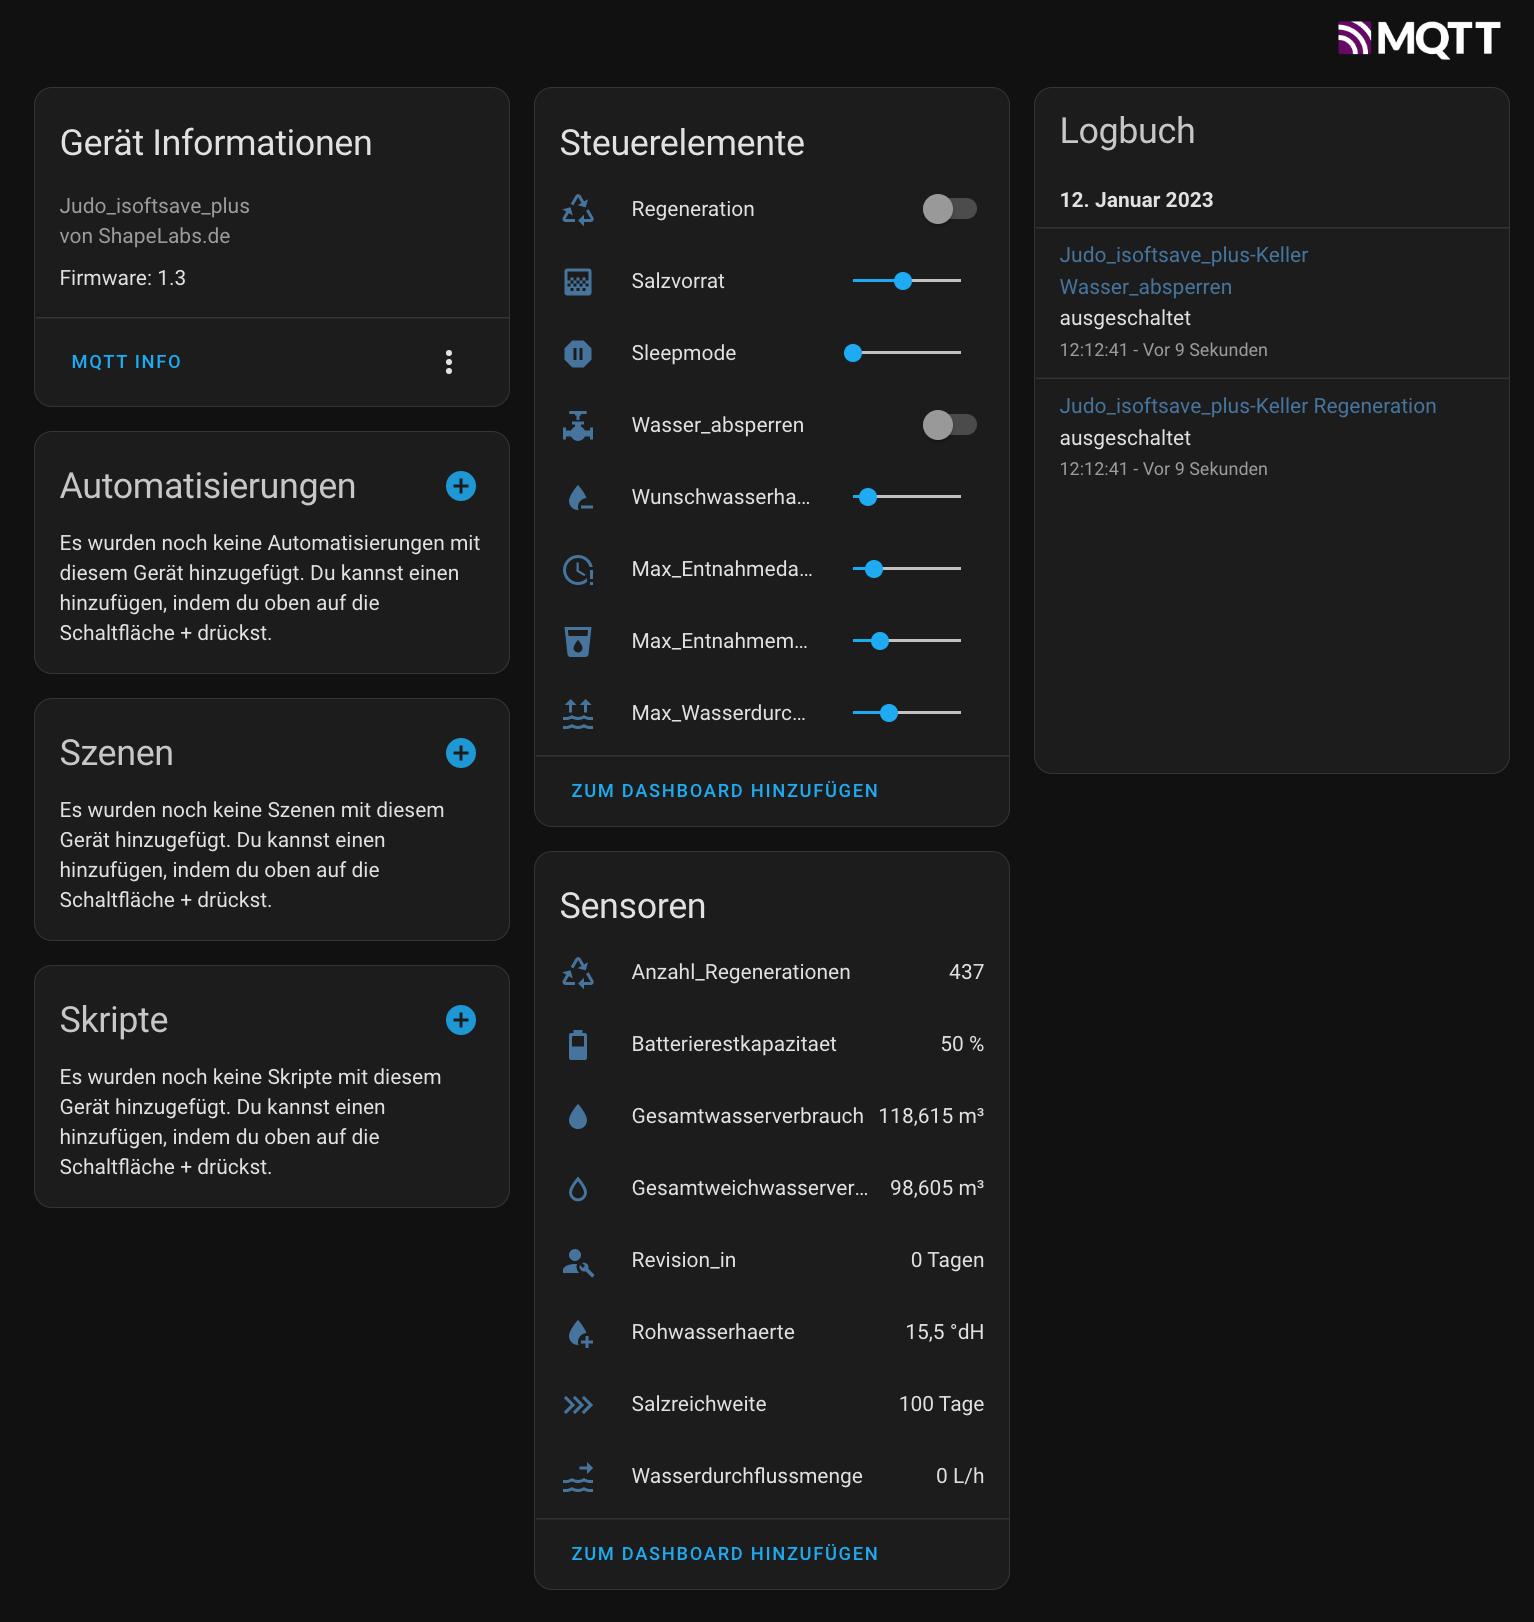 MQTT
Gerät Informationen
Judo_isoftsave_plus
von ShapeLabs.de
Firmware: 1.3
MQTT INFO
Automatisierungen
Es wurden noch keine Automatisierungen mit
diesem Gerät hinzugefügt. Du kannst einen
hinzufügen, indem du oben auf die
Schaltfläche + drückst.
Szenen
Es wurden noch keine Szenen mit diesem
Gerät hinzugefügt. Du kannst einen
hinzufügen, indem du oben auf die
Schaltfläche + drückst.
Skripte
Es wurden noch keine Skripte mit diesem
Gerät hinzugefügt. Du kannst einen
hinzufügen, indem du oben auf die
Schaltfläche + drückst.
Steuerelemente
Regeneration
Salzvorrat
Sleepmode
Wasser_absperren
Wunschwasserha…
Max_Entnahmeda…
Max_Entnahmem…
Max_Wasserdurc…
ZUM DASHBOARD HINZUFÜGEN
Sensoren
Anzahl_Regenerationen 437
Batterierestkapazitaet 50 %
Gesamtwasserverbrauch 118,615 m³
Gesamtweichwasserver… 98,605 m³
Revision_in 0 Tagen
Rohwasserhaerte 15,5 °dH
Salzreichweite 100 Tage
Wasserdurchflussmenge 0 L/h
ZUM DASHBOARD HINZUFÜGEN
Logbuch
12. Januar 2023
Judo_isoftsave_plus-Keller
Wasser_absperren
ausgeschaltet
12:12:41 - Vor 9 Sekunden
Judo_isoftsave_plus-Keller Regeneration
ausgeschaltet
12:12:41 - Vor 9 Sekunden